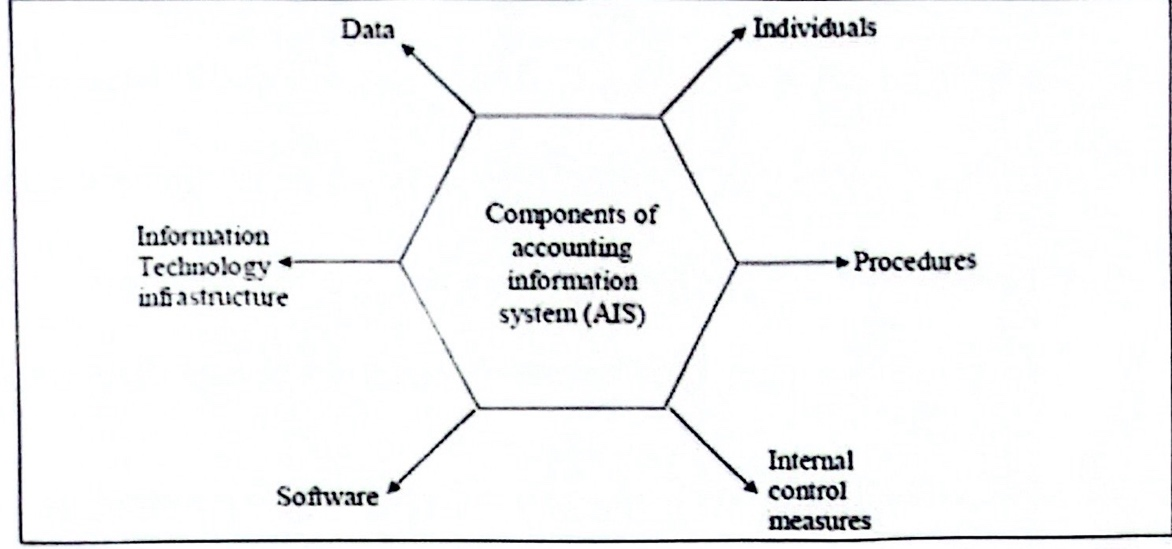 Data
Individuals
Components of
accounting
information
system (AIS)
Information
Technology
infrastructure
Procedures
Software
Internal
control
measures